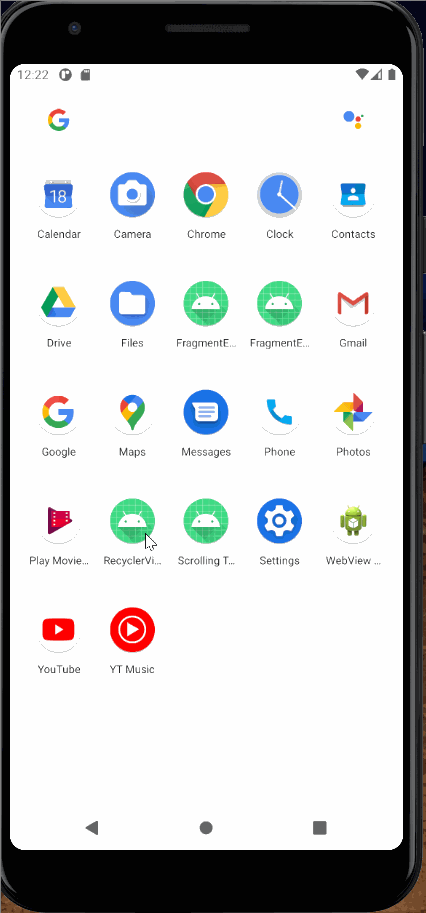 12:22
18
Calendar Camera Chrome Clock Contacts
Drive Files FragmentE... FragmentE... Gmail
Google Maps Messages Phone Photos
Play Movie... RecyclerVi... Scrolling T... Settings WebView ...
YouTube YT Music